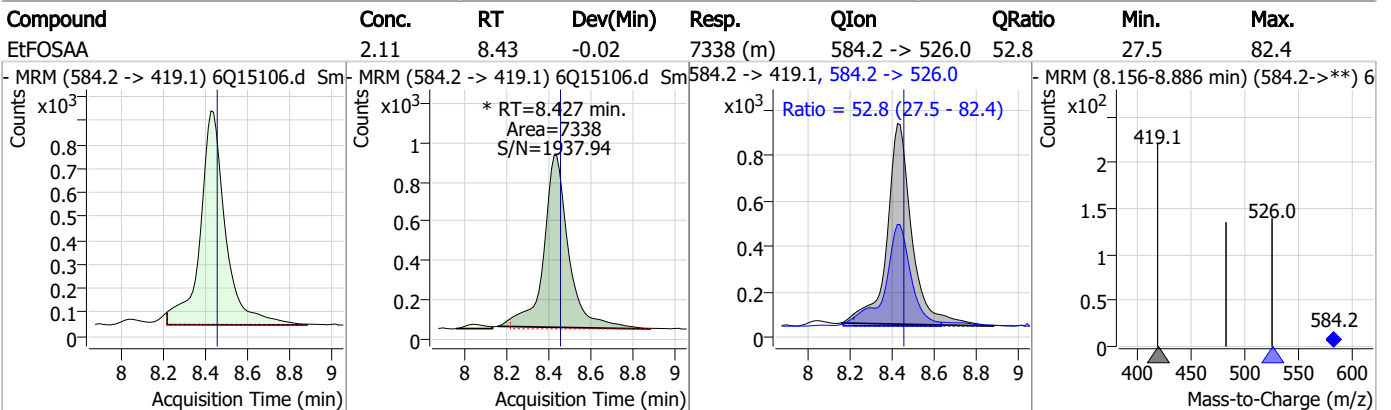 Compound Conc. RT Dev(Min) Resp. QIon QRatio Min. Max.
EtFOSAA 2.11 8.43 -0.02 7338 (m) 584.2 -> 526.0 52.8 27.5 82.4
- MRM (584.2 -> 419.1) 6Q15106.d Sm
Counts
x10³
0.8
0.7
0.6
0.5
0.4
0.3
0.2
0.1
0
8 8.2 8.4 8.6 8.8 9
Acquisition Time (min)
- MRM (584.2 -> 419.1) 6Q15106.d Sm
Counts
x10³
* RT=8.427 min.
Area=7338
S/N=1937.94
1
0.8
0.6
0.4
0.2
0
8 8.2 8.4 8.6 8.8 9
Acquisition Time (min)
584.2 -> 419.1, 584.2 -> 526.0
Counts
x10³
Ratio = 52.8 (27.5 - 82.4)
0.8
0.6
0.4
0.2
0
8 8.2 8.4 8.6 8.8 9
Acquisition Time (min)
- MRM (8.156-8.886 min) (584.2->**) 6
Counts
x10²
419.1
2
526.0
1.5
1
0.5
584.2
0
400 450 500 550 600
Mass-to-Charge (m/z)